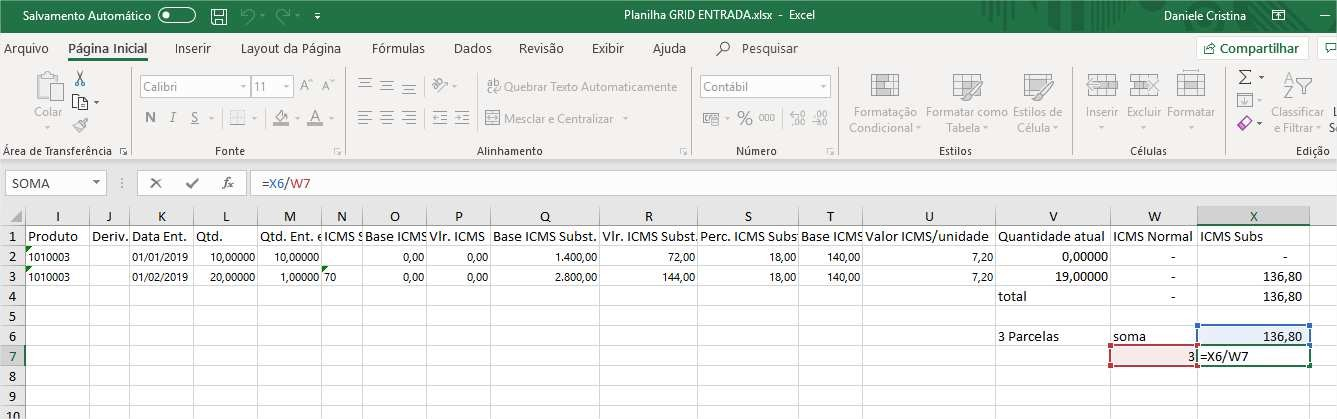 Salvamento Automático
Planilha GRID ENTRADA.xlsx - Excel
Daniele Cristina
Arquivo Página Inicial Inserir Layout da Página Fórmulas Dados Revisão Exibir Ajuda Pesquisar
Compartilhar
Colar
Calibri 11
N I S
Quebrar Texto Automaticamente
Mesclar e Centralizar
Contábil
% 000
Formatação Condicional
Formatar como Tabela
Estilos de Célula
Inserir Excluir Formatar
Classificar e Filtrar
Área de Transferência Fonte Alinhamento Número Estilos Células Edição
SOMA fx =X6/W7
I J K L M N O P Q R S T U V W X
1 Produto Deriv. Data Ent. Qtd. Qtd. Ent. e ICMS S Base ICMS Vlr. ICMS Base ICMS Subst. Vlr. ICMS Subst. Perc. ICMS Subs Base ICM Valor ICMS/unidade Quantidade atual ICMS Normal ICMS Subs
2 1010003 01/01/2019 10,00000 10,00000 0,00 0,00 1.400,00 72,00 18,00 140,00 7,20 0,00000 - -
3 1010003 01/02/2019 20,00000 1,00000 70 0,00 0,00 2.800,00 144,00 18,00 140,00 7,20 19,00000 - 136,80
4 total - 136,80
5
6 3 Parcelas soma 136,80
7 3 =X6/W7
8
9
10